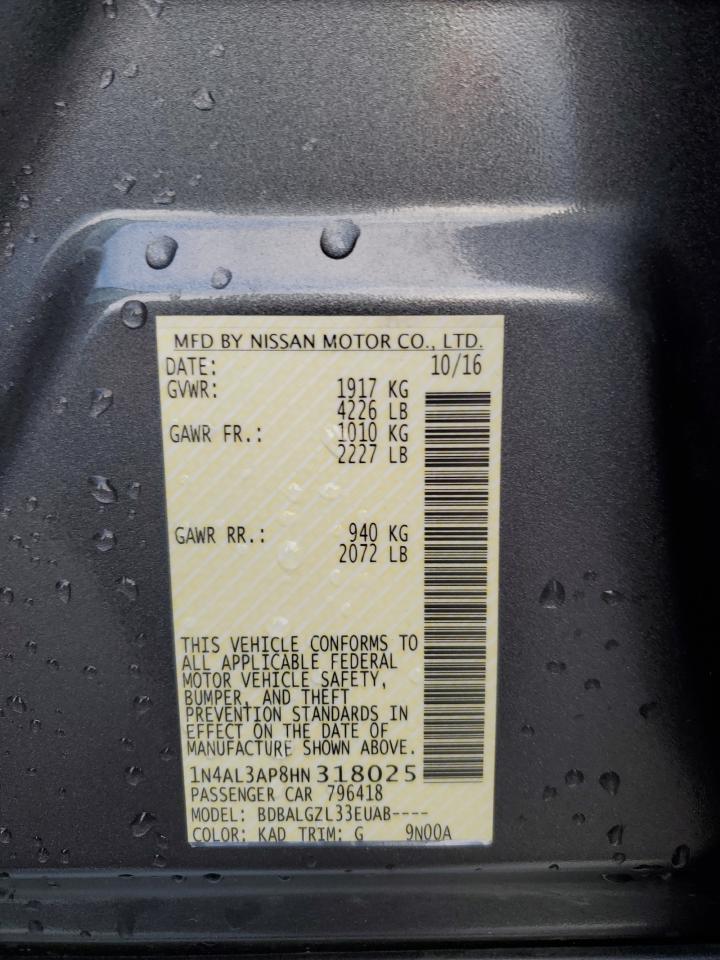 MFD BY NISSAN MOTOR CO., LTD.
DATE: 10/16
GVWR: 1917 KG
4226 LB
GAWR FR.: 1010 KG
2227 LB
GAWR RR.: 940 KG
2072 LB
THIS VEHICLE CONFORMS TO
ALL APPLICABLE FEDERAL
MOTOR VEHICLE SAFETY,
BUMPER, AND THEFT
PREVENTION STANDARDS IN
EFFECT ON THE DATE OF
MANUFACTURE SHOWN ABOVE.
1N4AL3AP8HN318025
PASSENGER CAR 796418
MODEL: BDBALGZL33EUAB----
COLOR: KAD TRIM: G 9N00A